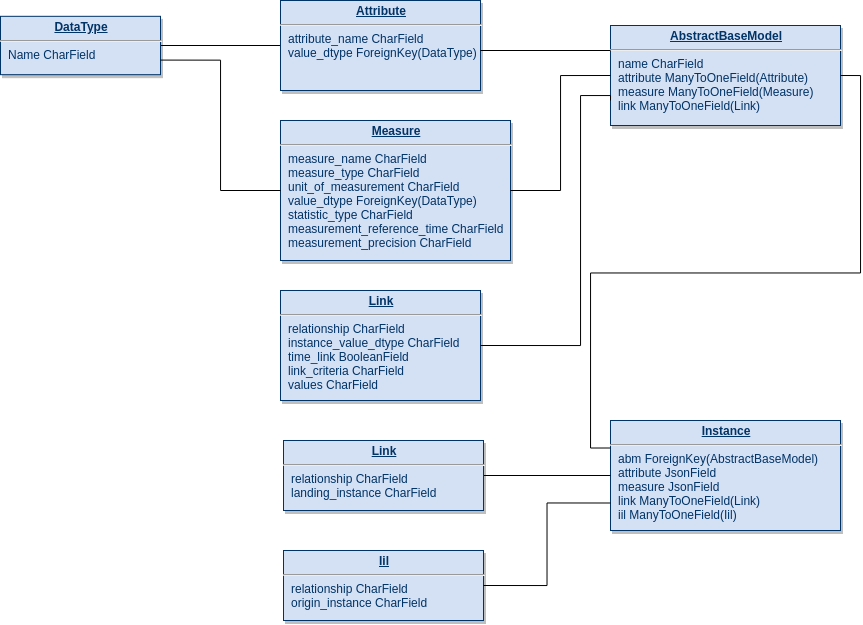 DataType
Name CharField
Attribute
attribute_name CharField
value_dtype ForeignKey(DataType)
AbstractBaseModel
name CharField
attribute ManyToOneField(Attribute)
measure ManyToOneField(Measure)
link ManyToOneField(Link)
Measure
measure_name CharField
measure_type CharField
unit_of_measurement CharField
value_dtype ForeignKey(DataType)
statistic_type CharField
measurement_reference_time CharField
measurement_precision CharField
Link
relationship CharField
instance_value_dtype CharField
time_link BooleanField
link_criteria CharField
values CharField
Link
relationship CharField
landing_instance CharField
Instance
abm ForeignKey(AbstractBaseModel)
attribute JsonField
measure JsonField
link ManyToOneField(Link)
iil ManyToOneField(Iil)
Iil
relationship CharField
origin_instance CharField